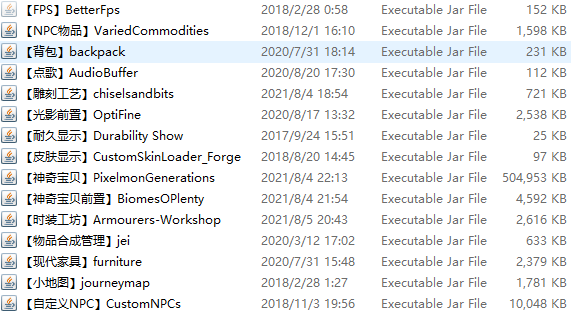 【FPS】BetterFps 2018/2/28 0:58 Executable Jar File 152 KB
【NPC物品】VariedCommodities 2018/12/1 16:10 Executable Jar File 1,598 KB
【背包】backpack 2020/7/31 18:14 Executable Jar File 231 KB
【点歌】AudioBuffer 2020/8/20 17:30 Executable Jar File 112 KB
【雕刻工艺】chiselsandbits 2021/8/4 18:54 Executable Jar File 721 KB
【光影前置】OptiFine 2020/8/17 13:32 Executable Jar File 2,538 KB
【耐久显示】Durability Show 2017/9/24 15:51 Executable Jar File 25 KB
【皮肤显示】CustomSkinLoader_Forge 2018/8/20 14:45 Executable Jar File 97 KB
【神奇宝贝】PixelmonGenerations 2021/8/4 22:13 Executable Jar File 504,953 KB
【神奇宝贝前置】BiomesOPlenty 2021/8/4 21:54 Executable Jar File 4,592 KB
【时装工坊】Armourers-Workshop 2021/8/5 20:43 Executable Jar File 2,616 KB
【物品合成管理】jei 2020/3/12 17:02 Executable Jar File 633 KB
【现代家具】furniture 2020/7/31 15:48 Executable Jar File 2,379 KB
【小地图】journeymap 2018/2/28 1:27 Executable Jar File 1,781 KB
【自定义NPC】CustomNPCs 2018/11/3 19:56 Executable Jar File 10,048 KB